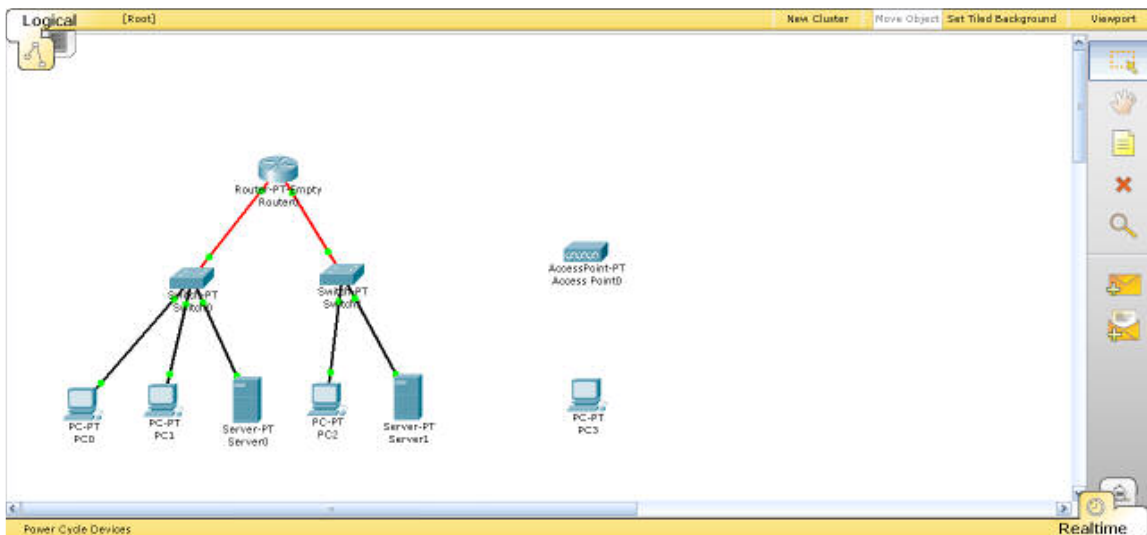 Logical
[Root]
New Cluster
Move Object
Set Tiled Background
Viewport
Router-PT-Empty
Router0
AccessPoint-PT
Access Point0
Switch-PT
Switch0
Switch-PT
PC-PT
PC0
PC-PT
PC1
Server-PT
Server0
PC-PT
PC2
Server-PT
Server1
PC-PT
PC3
Power Cycle Devices
Realtime